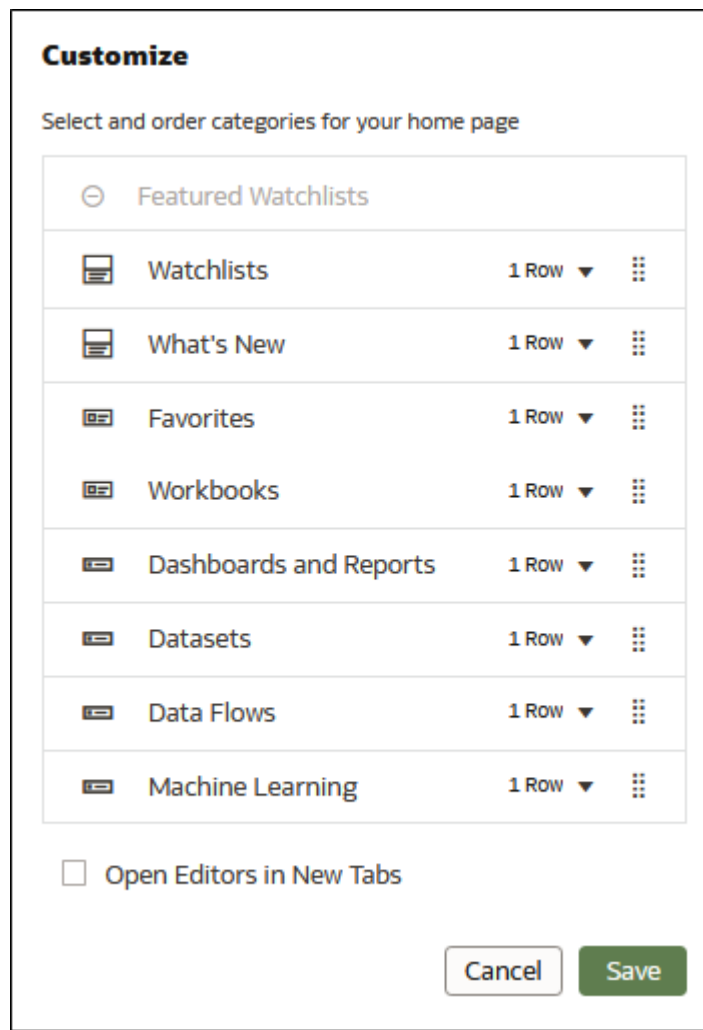 Customize
Select and order categories for your home page
Featured Watchlists
Watchlists 1 Row
What's New 1 Row
Favorites 1 Row
Workbooks 1 Row
Dashboards and Reports 1 Row
Datasets 1 Row
Data Flows 1 Row
Machine Learning 1 Row
Open Editors in New Tabs
Cancel Save